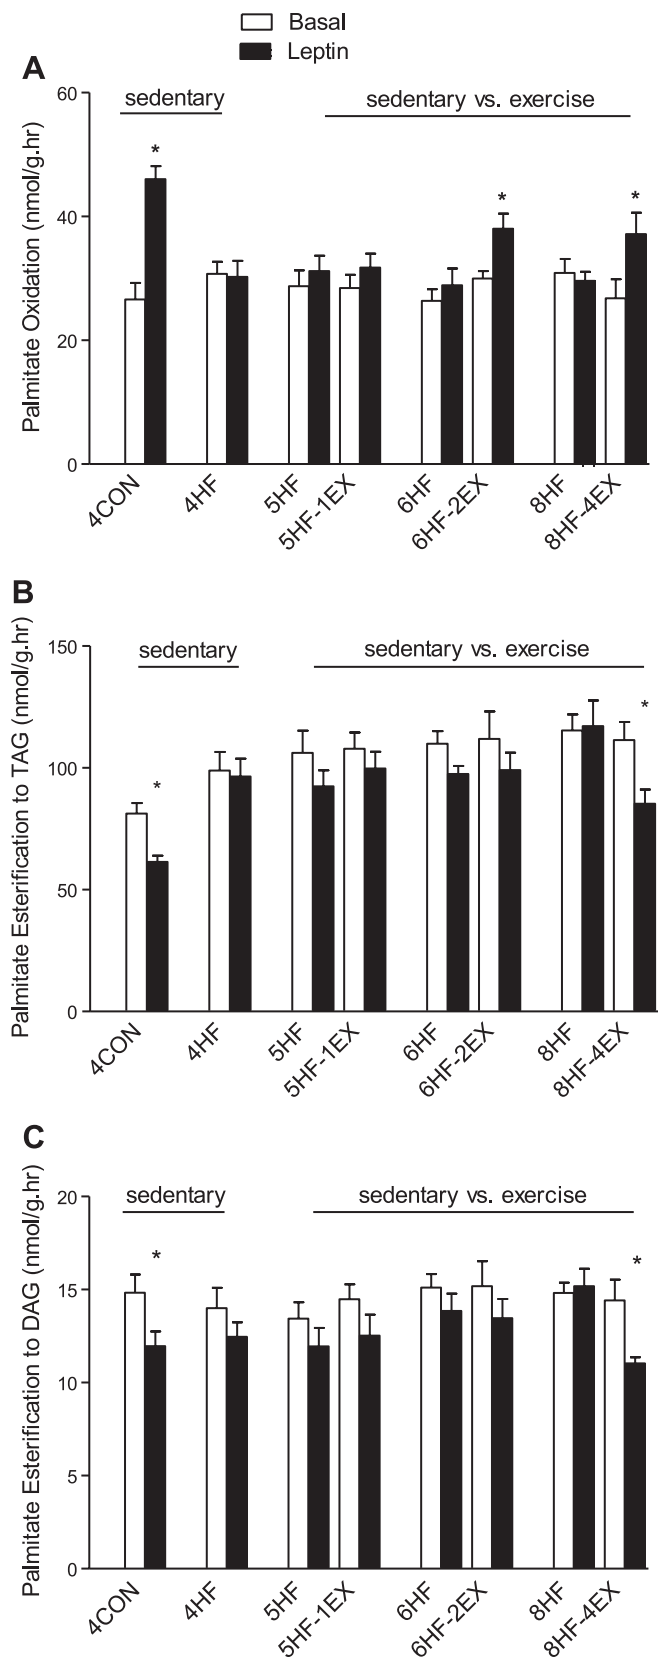 Basal
Leptin
A
sedentary
sedentary vs. exercise
Palmitate Oxidation (nmol/g.hr)
60
40
20
0
*
*
*
4CON
4HF
5HF
5HF-1EX
6HF
6HF-2EX
8HF
8HF-4EX
B
sedentary
sedentary vs. exercise
Palmitate Esterification to TAG (nmol/g.hr)
150
100
50
0
*
*
4CON
4HF
5HF
5HF-1EX
6HF
6HF-2EX
8HF
8HF-4EX
C
sedentary
sedentary vs. exercise
Palmitate Esterification to DAG (nmol/g.hr)
20
15
10
5
0
*
*
4CON
4HF
5HF
5HF-1EX
6HF
6HF-2EX
8HF
8HF-4EX